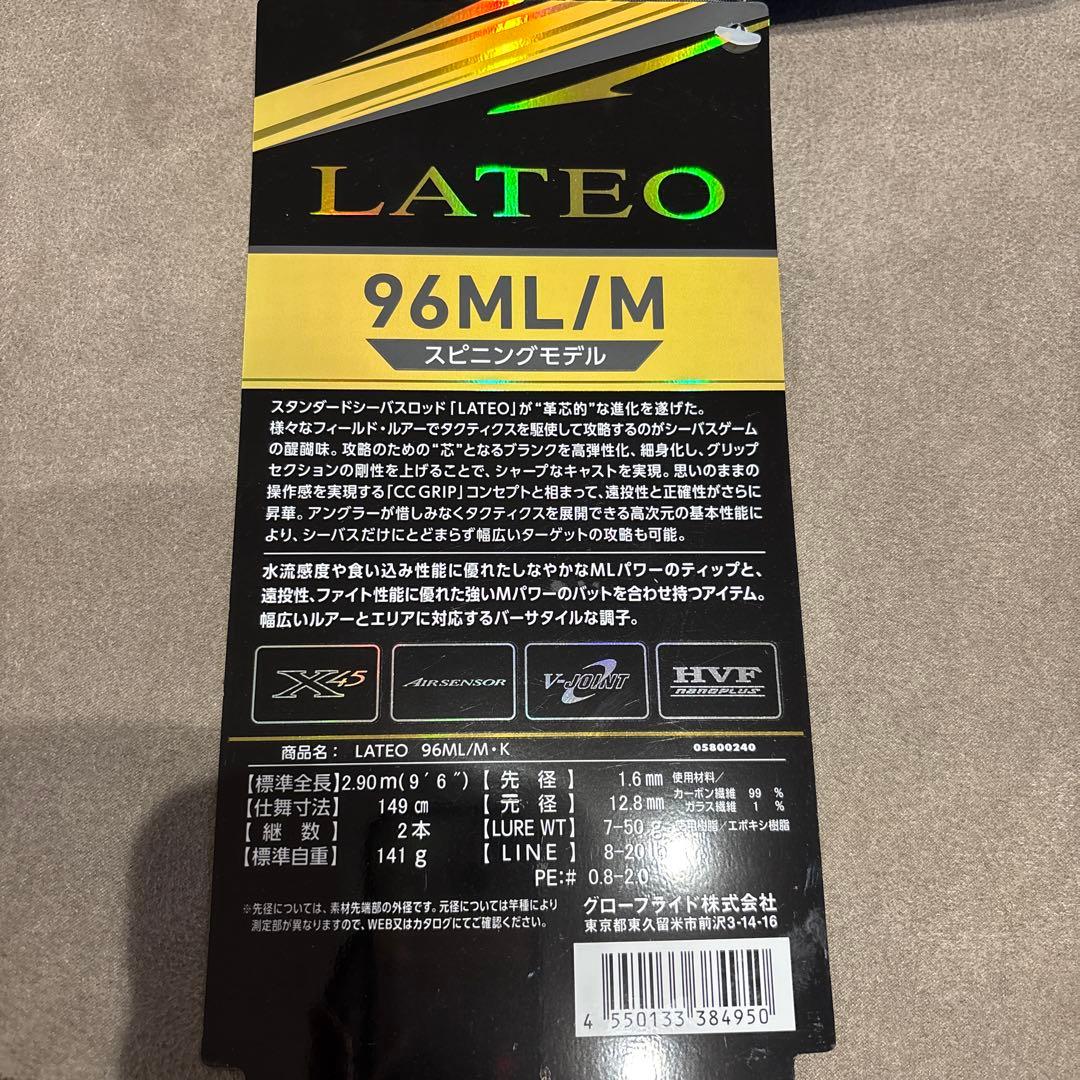 LATEO
96ML/M
スピニングモデル
スタンダードシーバスロッド「LATEO」が“革芯的”な進化を遂げた。
様々なフィールド・ルアーでタクティクスを駆使して攻略するのがシーバスゲーム
の醍醐味。攻略のための“芯”となるブランクを高弾性化、細身化し、グリップ
セクションの剛性を上げることで、シャープなキャストを実現。思いのままの
操作感を実現する「CC GRIP」コンセプトと相まって、遠投性と正確性がさらに
昇華。アングラーが惜しみなくタクティクスを展開できる高次元の基本性能に
より、シーバスだけにとどまらず幅広いターゲットの攻略も可能。
水流感度や食い込み性能に優れたしなやかなMLパワーのティップと、
遠投性、ファイト性能に優れた強いMパワーのバットを合わせ持つアイテム。
幅広いルアーとエリアに対応するバーサタイルな調子。
X45 AIRSENSOR V-JOINT HVF NANOPLUS
商品名: LATEO 96ML/M・K 05800240
【標準全長】2.90m(9′6″)【先径】1.6mm 使用材料/
カーボン繊維 99 %
【仕舞寸法】149cm【元径】12.8mm ガラス繊維 1 %
【継数】2本【LURE WT】7-50g 使用樹脂/エポキシ樹脂
【標準自重】141g【LINE】8-20
PE:# 0.8-2.0
※先径については、素材先端部の外径です。元径については竿種により
測定部が異なりますので、WEB又はカタログにてご確認ください。
グローブライド株式会社
東京都東久留米市前沢3-14-16
4 550133 384950